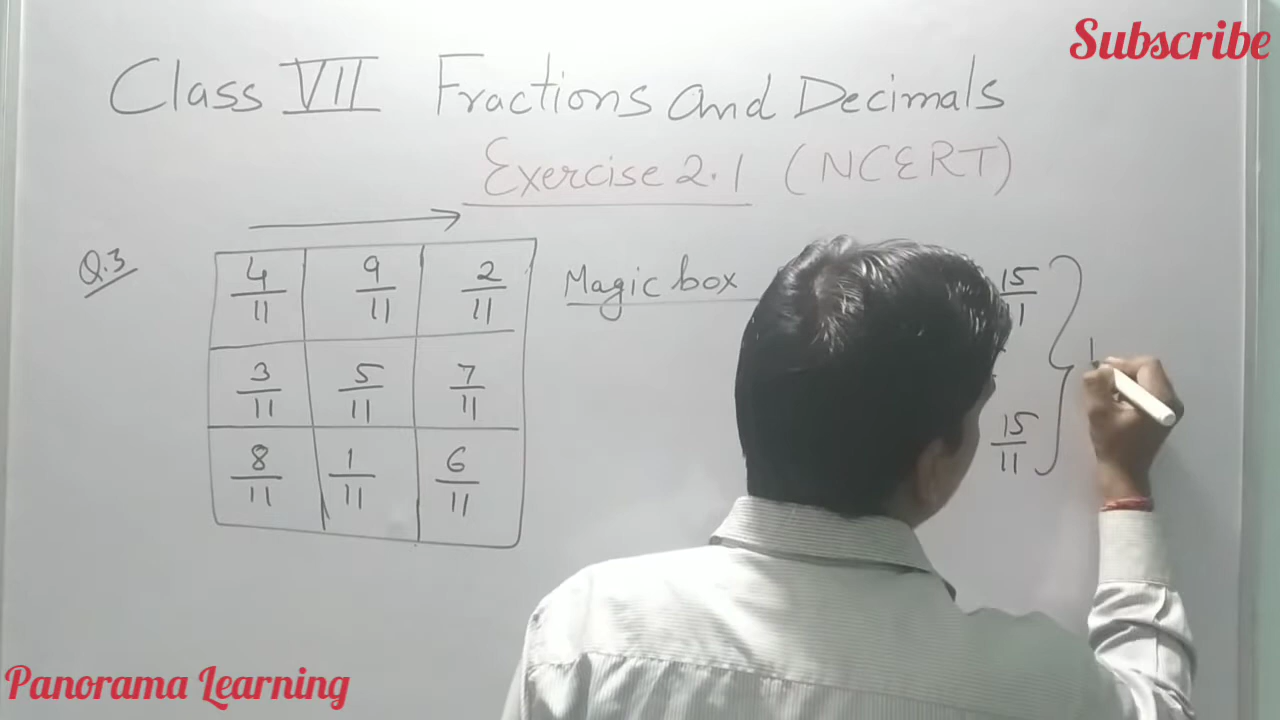 Subscribe
Class VII Fractions and Decimals
Exercise 2.1 (NCERT)
Q.3
4/11 9/11 2/11
Magic box
15/11
3/11 5/11 7/11
8/11 1/11 6/11
15/11
Panorama Learning